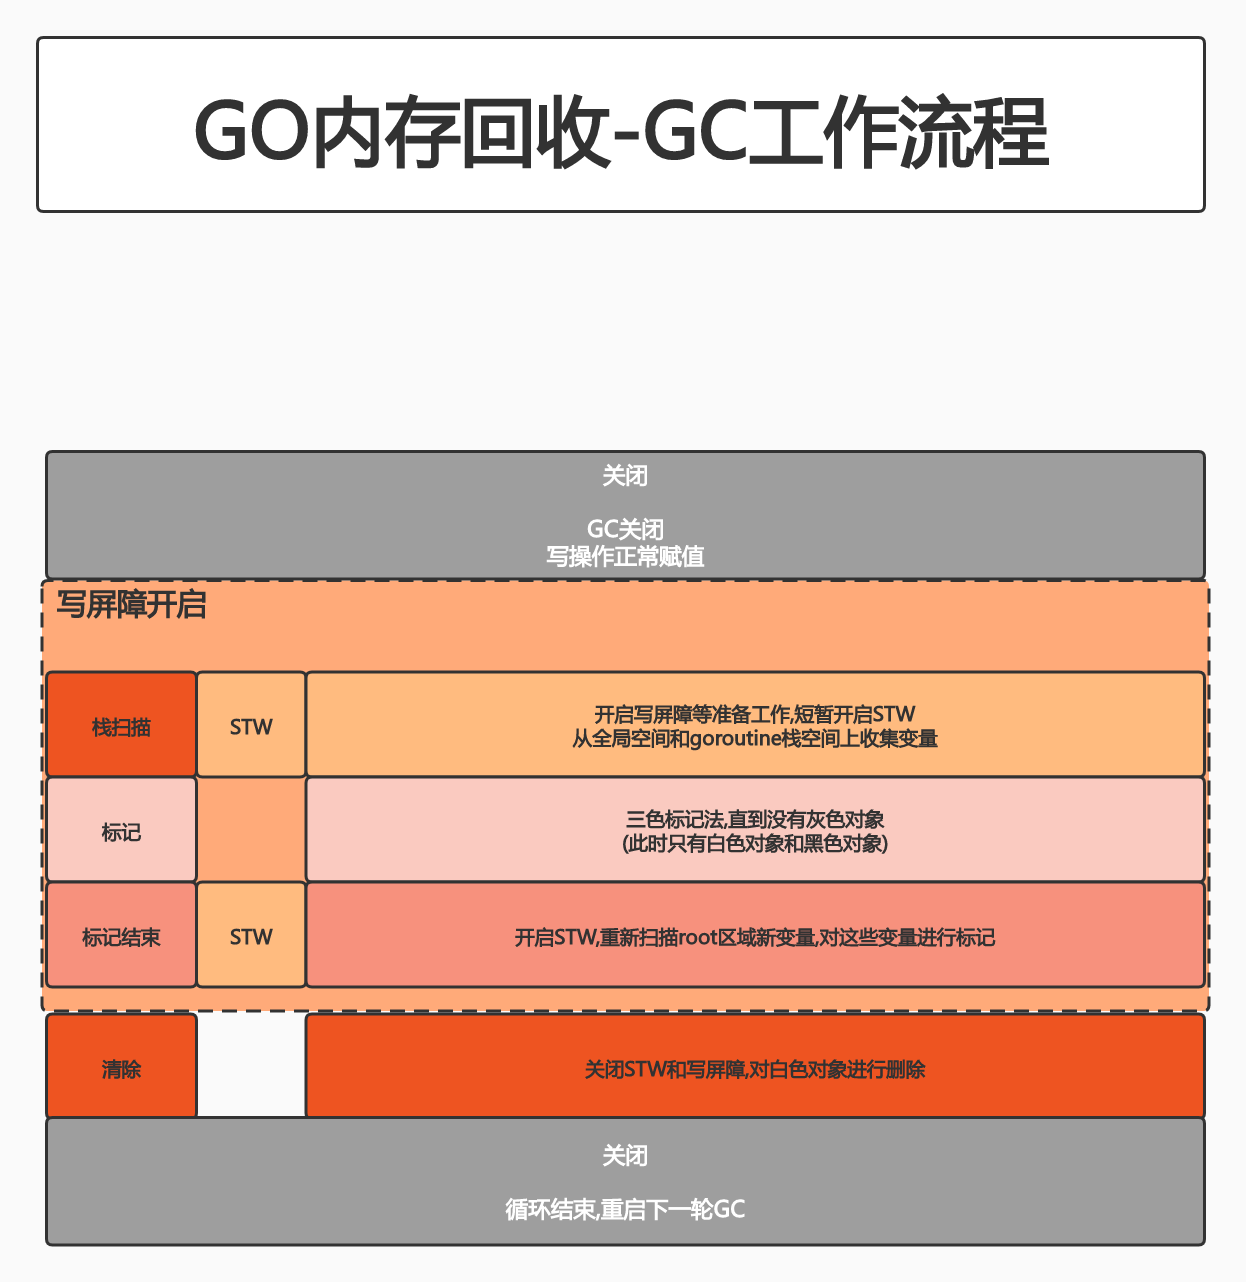 GO内存回收-GC工作流程
关闭
GC关闭
写操作正常赋值
写屏障开启
栈扫描
STW
开启写屏障等准备工作,短暂开启STW
从全局空间和goroutine栈空间上收集变量
标记
三色标记法,直到没有灰色对象
(此时只有白色对象和黑色对象)
标记结束
STW
开启STW,重新扫描root区域新变量,对这些变量进行标记
清除
关闭STW和写屏障,对白色对象进行删除
关闭
循环结束,重启下一轮GC